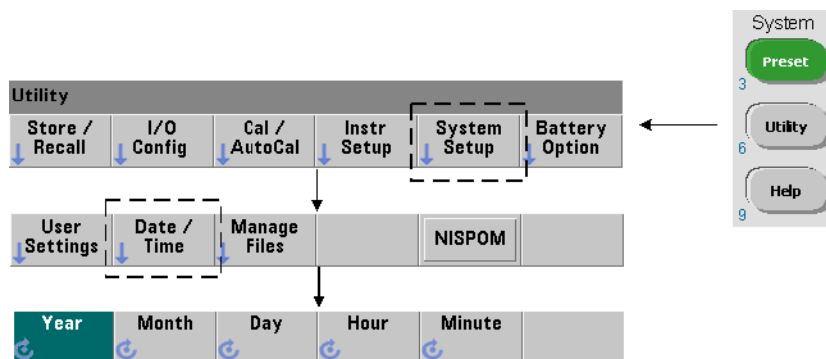 System
Preset
3
Utility
6
Help
9
Utility
Store / Recall
I/O Config
Cal / AutoCal
Instr Setup
System Setup
Battery Option
User Settings
Date / Time
Manage Files
NISPOM
Year
Month
Day
Hour
Minute